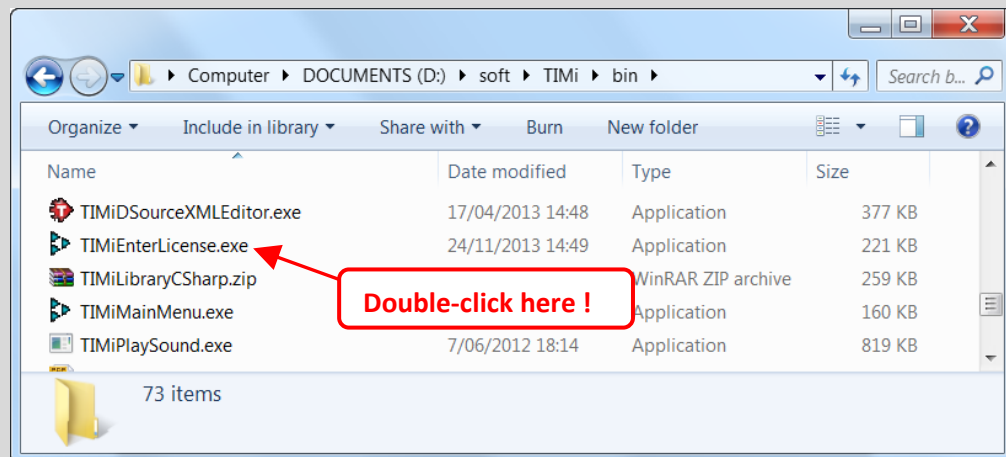 Computer ▸ DOCUMENTS (D:) ▸ soft ▸ TIMi ▸ bin ▸ Search b...
Organize Include in library Share with Burn New folder
Name Date modified Type Size
TIMiDSourceXMLEditor.exe 17/04/2013 14:48 Application 377 KB
TIMiEnterLicense.exe 24/11/2013 14:49 Application 221 KB
TIMiLibraryCSharp.zip WinRAR ZIP archive 259 KB
Double-click here !
TIMiMainMenu.exe Application 160 KB
TIMiPlaySound.exe 7/06/2012 18:14 Application 819 KB
73 items